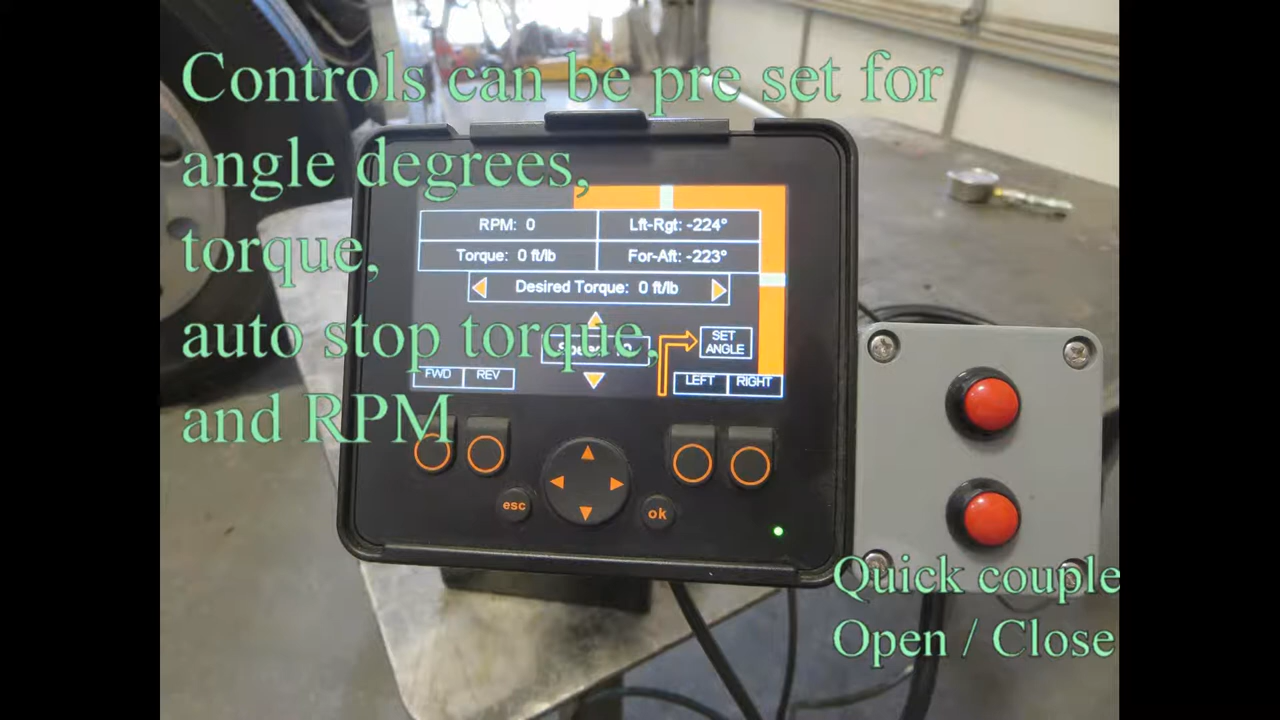 Controls can be pre set for
angle degrees,
torque,
auto stop torque,
and RPM
RPM: 0
Lft-Rgt: -224°
Torque: 0 ft/lb
For-Aft: -223°
Desired Torque: 0 ft/lb
SET
ANGLE
FWD
REV
LEFT
RIGHT
esc
ok
Quick couple
Open / Close